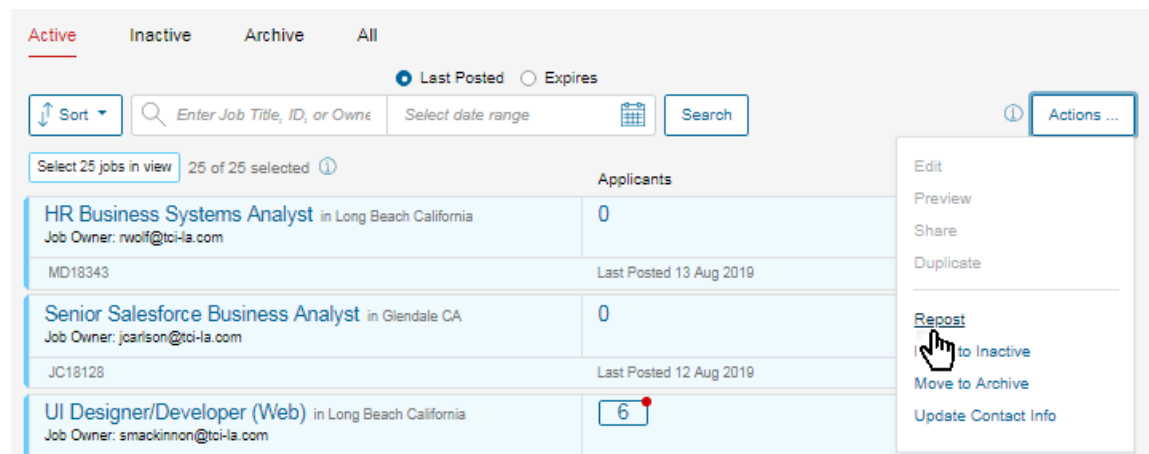 Active Inactive Archive All
Last Posted Expires
Sort Enter Job Title, ID, or Owne Select date range Search Actions ...
Select 25 jobs in view 25 of 25 selected
Applicants
HR Business Systems Analyst in Long Beach California 0
Job Owner: rwolf@tci-la.com
MD18343 Last Posted 13 Aug 2019
Senior Salesforce Business Analyst in Glendale CA 0
Job Owner: jcarlson@tci-la.com
JC18128 Last Posted 12 Aug 2019
UI Designer/Developer (Web) in Long Beach California 6
Job Owner: smackinnon@tci-la.com
Edit
Preview
Share
Duplicate
Repost
to Inactive
Move to Archive
Update Contact Info